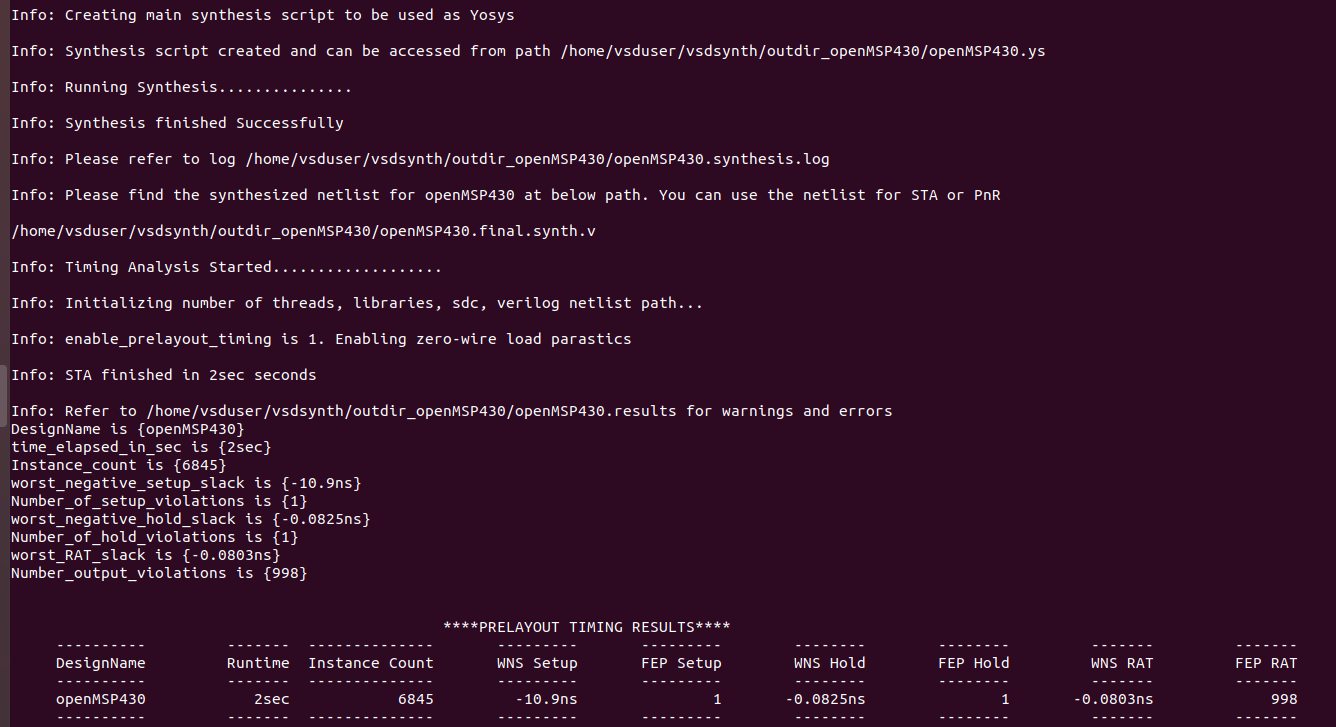 Info: Creating main synthesis script to be used as Yosys
Info: Synthesis script created and can be accessed from path /home/vsduser/vsdsynth/outdir_openMSP430/openMSP430.ys
Info: Running Synthesis...............
Info: Synthesis finished Successfully
Info: Please refer to log /home/vsduser/vsdsynth/outdir_openMSP430/openMSP430.synthesis.log
Info: Please find the synthesized netlist for openMSP430 at below path. You can use the netlist for STA or PnR
/home/vsduser/vsdsynth/outdir_openMSP430/openMSP430.final.synth.v
Info: Timing Analysis Started...................
Info: Initializing number of threads, libraries, sdc, verilog netlist path...
Info: enable_prelayout_timing is 1. Enabling zero-wire load parastics
Info: STA finished in 2sec seconds
Info: Refer to /home/vsduser/vsdsynth/outdir_openMSP430/openMSP430.results for warnings and errors
DesignName is {openMSP430}
time_elapsed_in_sec is {2sec}
Instance_count is {6845}
worst_negative_setup_slack is {-10.9ns}
Number_of_setup_violations is {1}
worst_negative_hold_slack is {-0.0825ns}
Number_of_hold_violations is {1}
worst_RAT_slack is {-0.0803ns}
Number_output_violations is {998}
****PRELAYOUT TIMING RESULTS****
---------- ------- -------------- --------- --------- -------- -------- ------- -------
DesignName Runtime Instance Count WNS Setup FEP Setup WNS Hold FEP Hold WNS RAT FEP RAT
---------- ------- -------------- --------- --------- -------- -------- ------- -------
openMSP430 2sec 6845 -10.9ns 1 -0.0825ns 1 -0.0803ns 998
---------- ------- -------------- --------- --------- -------- -------- ------- -------